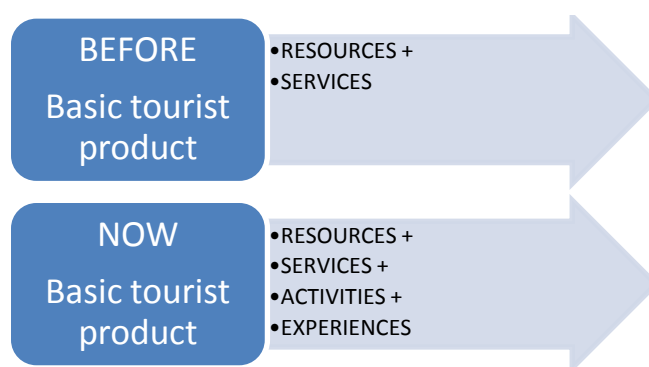 BEFORE
Basic tourist
product
•RESOURCES +
•SERVICES
NOW
Basic tourist
product
•RESOURCES +
•SERVICES +
•ACTIVITIES +
•EXPERIENCES